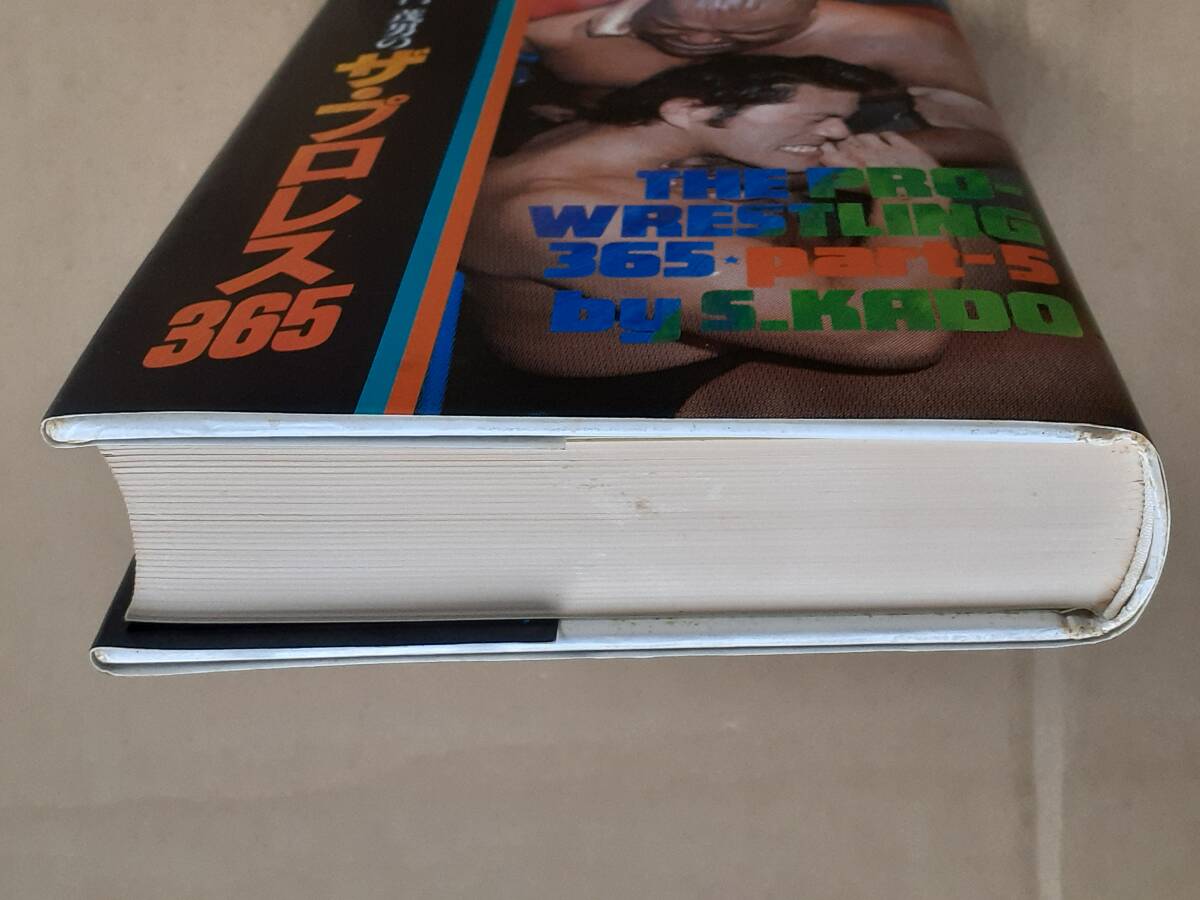 ザ・プロレス
365
THE PRO-
WRESTLING
365★part-5
by S.KADO